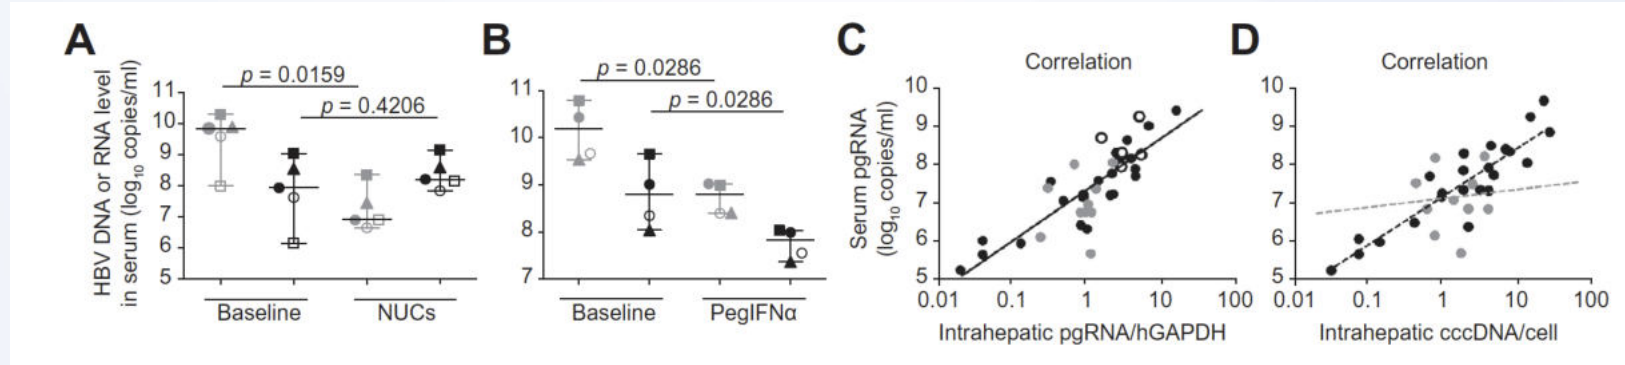 A
HBV DNA or RNA level
in serum (log10 copies/ml)
p = 0.0159
p = 0.4206
11
10
9
8
7
6
5
Baseline
NUCs
B
p = 0.0286
p = 0.0286
11
10
9
8
7
Baseline
PegIFNα
C
Correlation
Serum pgRNA
(log10 copies/ml)
10
9
8
7
6
5
0.01
0.1
1
10
100
Intrahepatic pgRNA/hGAPDH
D
Correlation
10
9
8
7
6
5
0.01
0.1
1
10
100
Intrahepatic cccDNA/cell